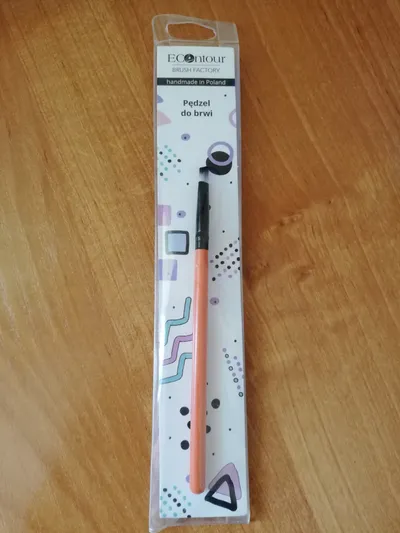 ECOntour
BRUSH FACTORY
handmade in Poland
Pędzel
do brwi